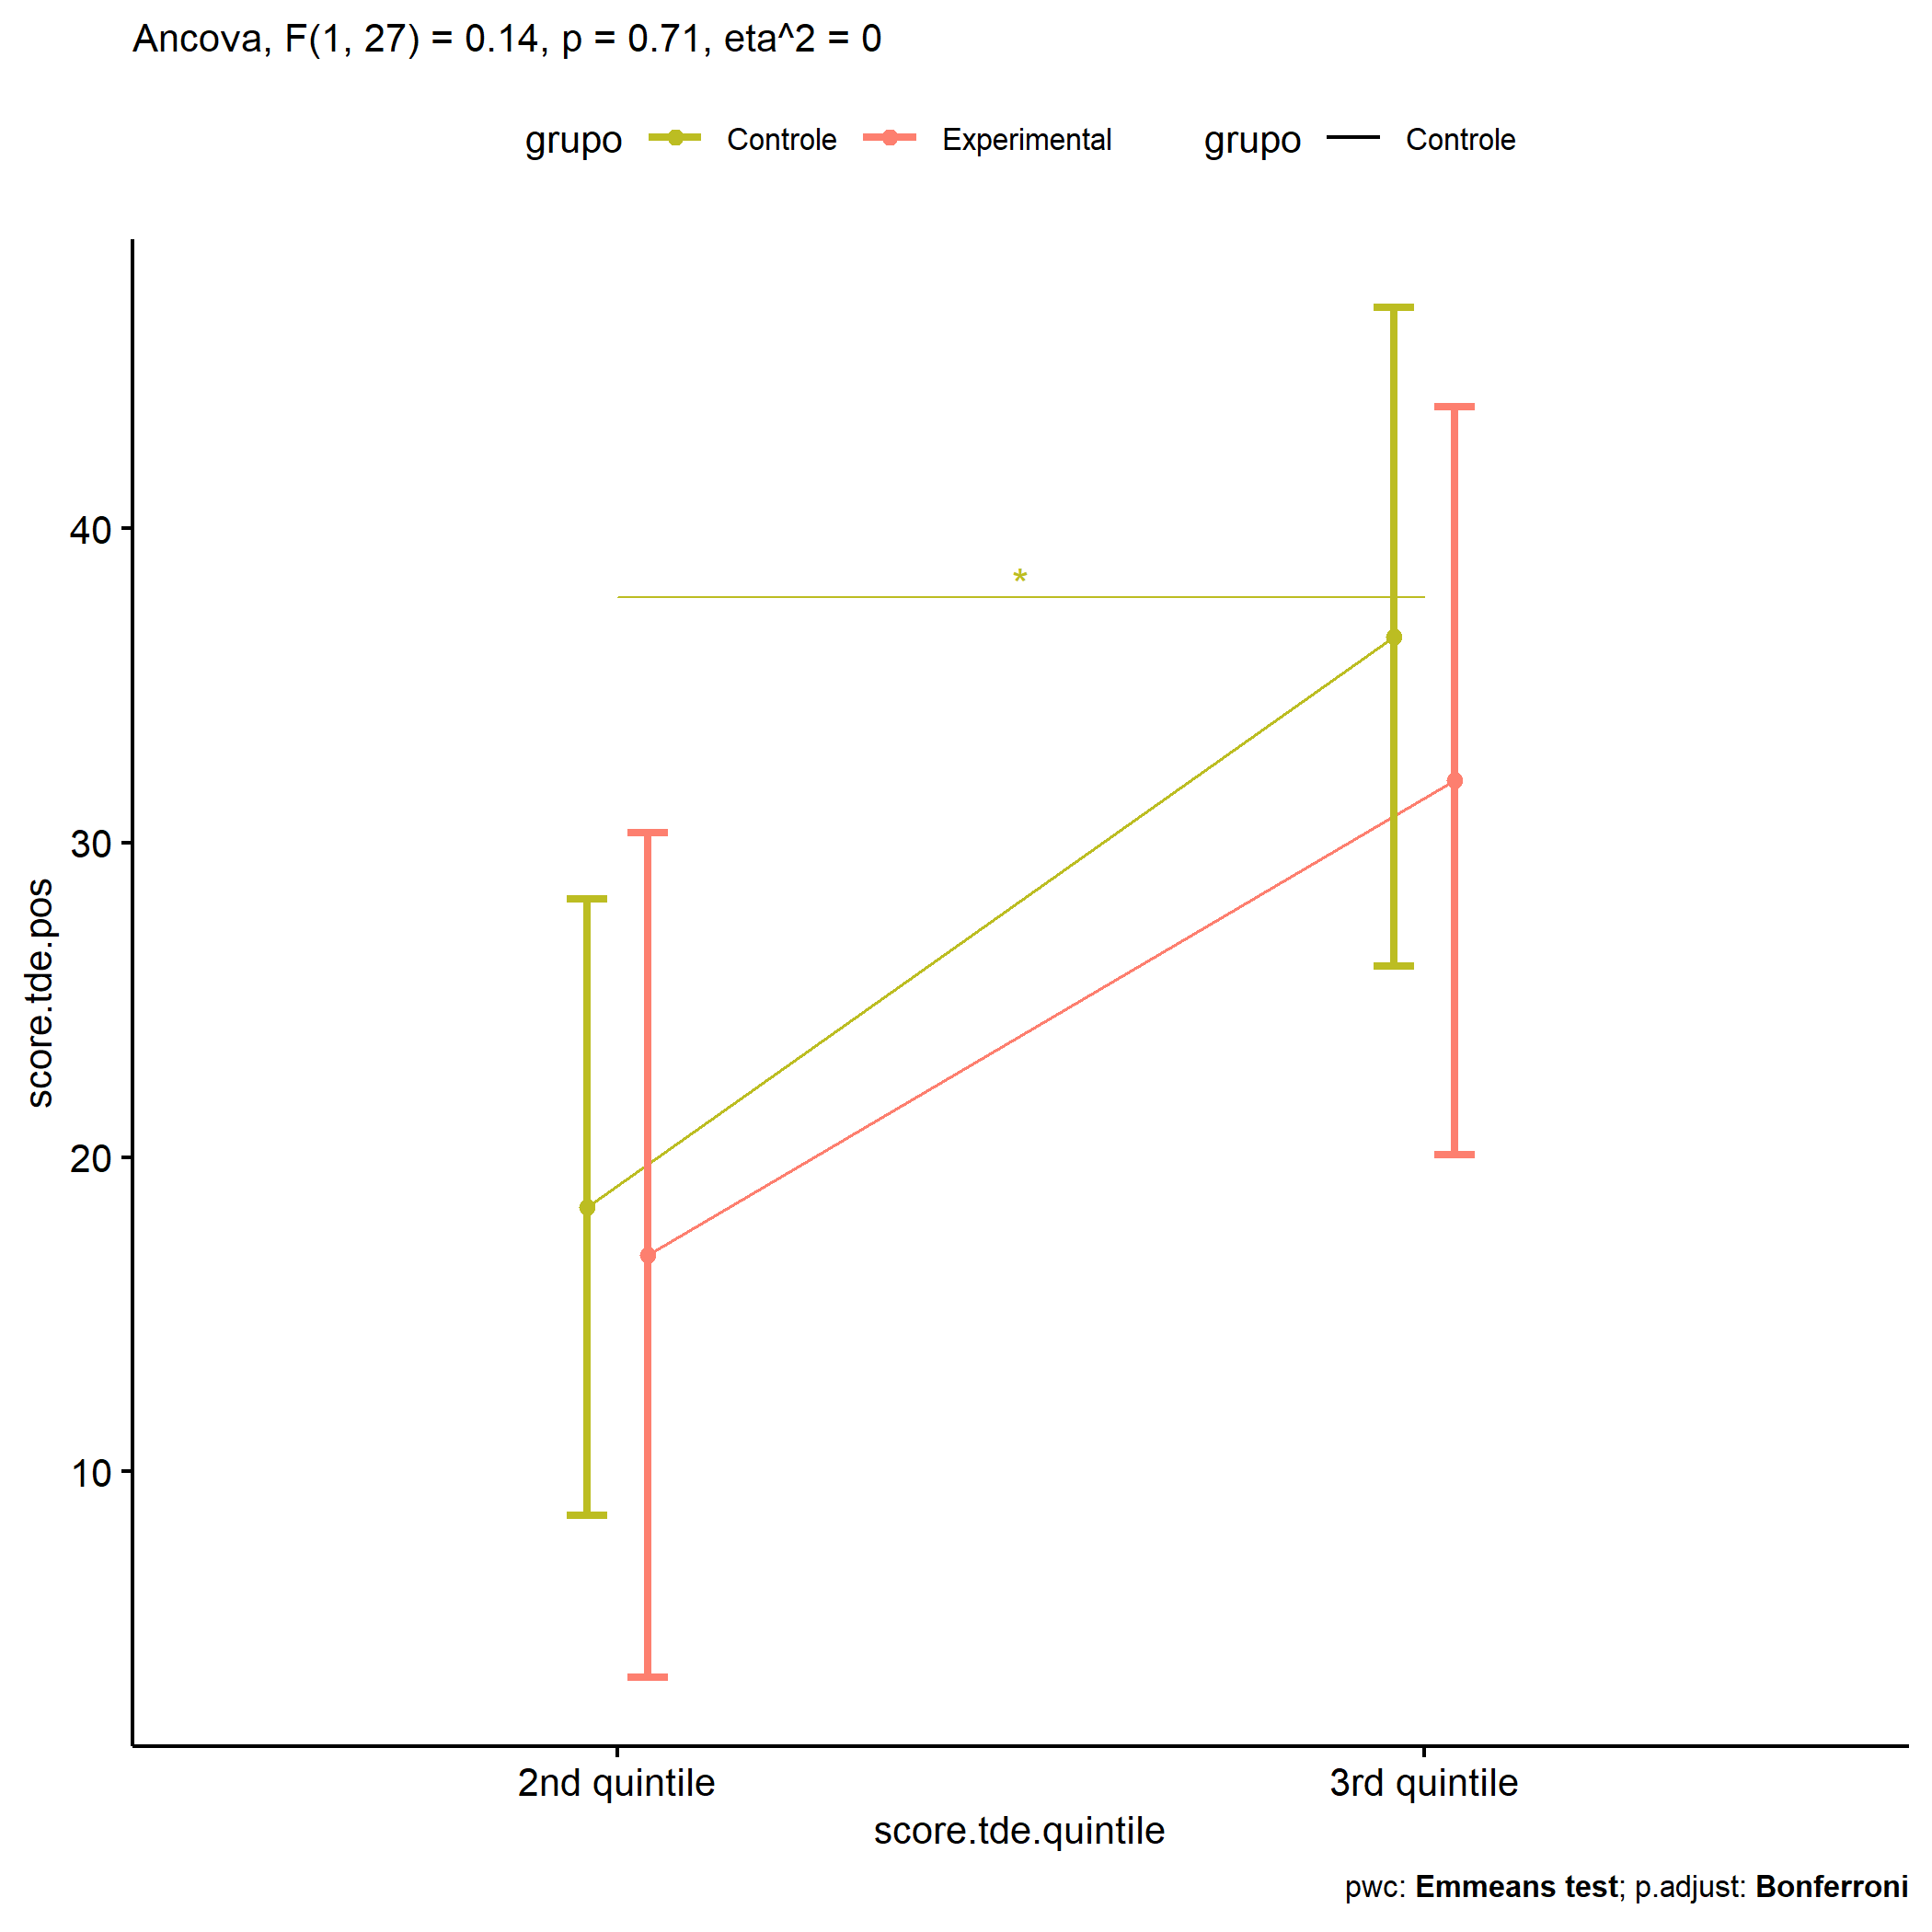 Ancova, F(1, 27) = 0.14, p = 0.71, eta^2 = 0
grupo Controle Experimental grupo Controle
*
40
30
20
10
score.tde.pos
2nd quintile 3rd quintile
score.tde.quintile
pwc: Emmeans test; p.adjust: Bonferroni